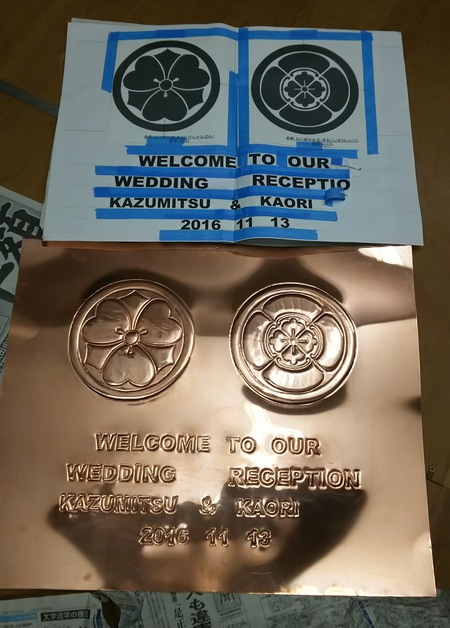 WELCOME TO OUR
WEDDING RECEPTIO
KAZUMITSU & KAORI
2016 11 13
WELCOME TO OUR
WEDDING RECEPTION
KAZUMITSU & KAORI
2016 11 13